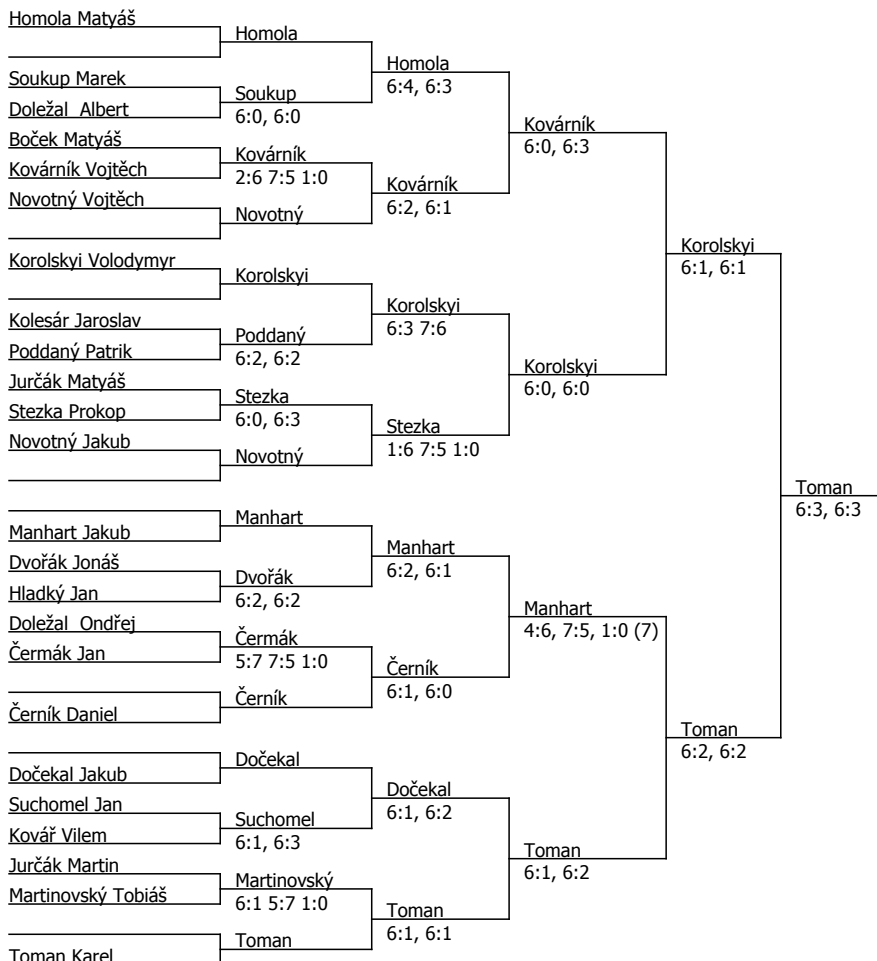 Homola Matyáš
Soukup Marek
Doležal  Albert
Boček Matyáš
Kovárník Vojtěch
Novotný Vojtěch
Korolskyi Volodymyr
Kolesár Jaroslav
Poddaný Patrik
Jurčák Matyáš
Stezka Prokop
Novotný Jakub
Manhart Jakub
Dvořák Jonáš
Hladký Jan
Doležal  Ondřej
Čermák Jan
Černík Daniel
Dočekal Jakub
Suchomel Jan
Kovář Vilem
Jurčák Martin
Martinovský Tobiáš
Toman Karel
Homola
Soukup
6:0, 6:0
Kovárník
2:6 7:5 1:0
Novotný
Korolskyi
Poddaný
6:2, 6:2
Stezka
6:0, 6:3
Novotný
Manhart
Dvořák
6:2, 6:2
Čermák
5:7 7:5 1:0
Černík
Dočekal
Suchomel
6:1, 6:3
Martinovský
6:1 5:7 1:0
Toman
Homola
6:4, 6:3
Kovárník
6:2, 6:1
Korolskyi
6:3 7:6
Stezka
1:6 7:5 1:0
Manhart
6:2, 6:1
Černík
6:1, 6:0
Dočekal
6:1, 6:2
Toman
6:1, 6:1
Kovárník
6:0, 6:3
Korolskyi
6:0, 6:0
Manhart
4:6, 7:5, 1:0 (7)
Toman
6:1, 6:2
Korolskyi
6:1, 6:1
Toman
6:2, 6:2
Toman
6:3, 6:3